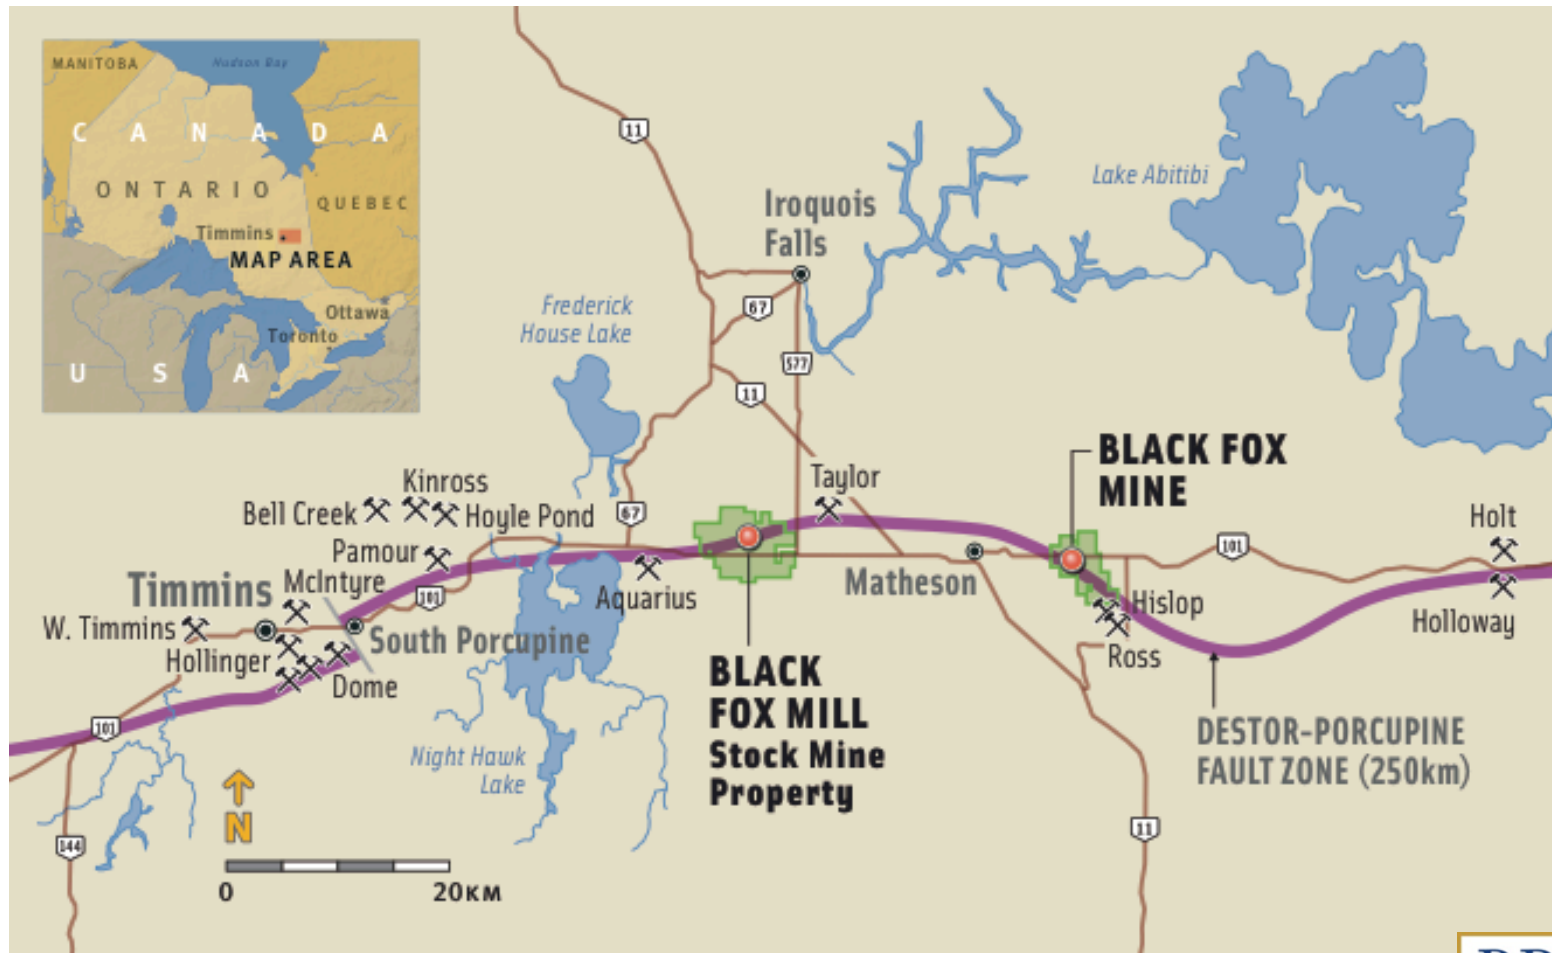 MANITOBA
Hudson Bay
CANADA
ONTARIO
QUEBEC
Timmins
MAP AREA
Ottawa
Toronto
USA
11
Iroquois
Falls
Lake Abitibi
67
Frederick
House Lake
577
11
BLACK FOX
MINE
Taylor
Kinross
Bell Creek
Hoyle Pond
67
Holt
101
Pamour
Timmins
McIntyre
101
Aquarius
Matheson
Hislop
W. Timmins
South Porcupine
Holloway
Hollinger
Ross
Dome
BLACK
FOX MILL
Stock Mine
Property
101
Night Hawk
Lake
DESTOR-PORCUPINE
FAULT ZONE (250km)
N
144
11
0 20KM